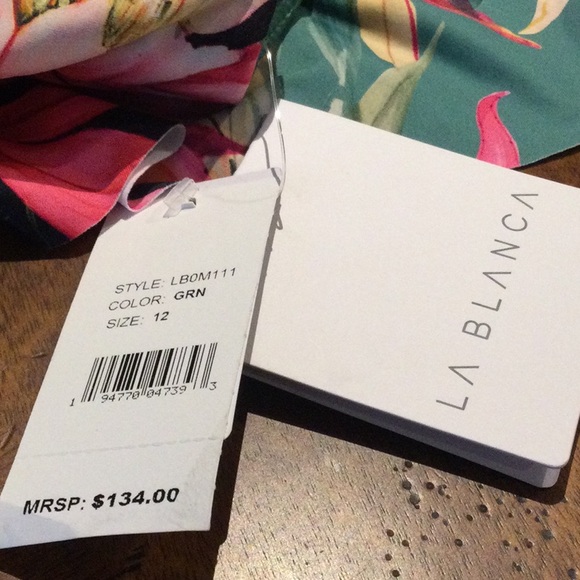 STYLE: LB0M111
COLOR: GRN
SIZE: 12
1 94770 04739 3
MRSP: $134.00
LA BLANCA